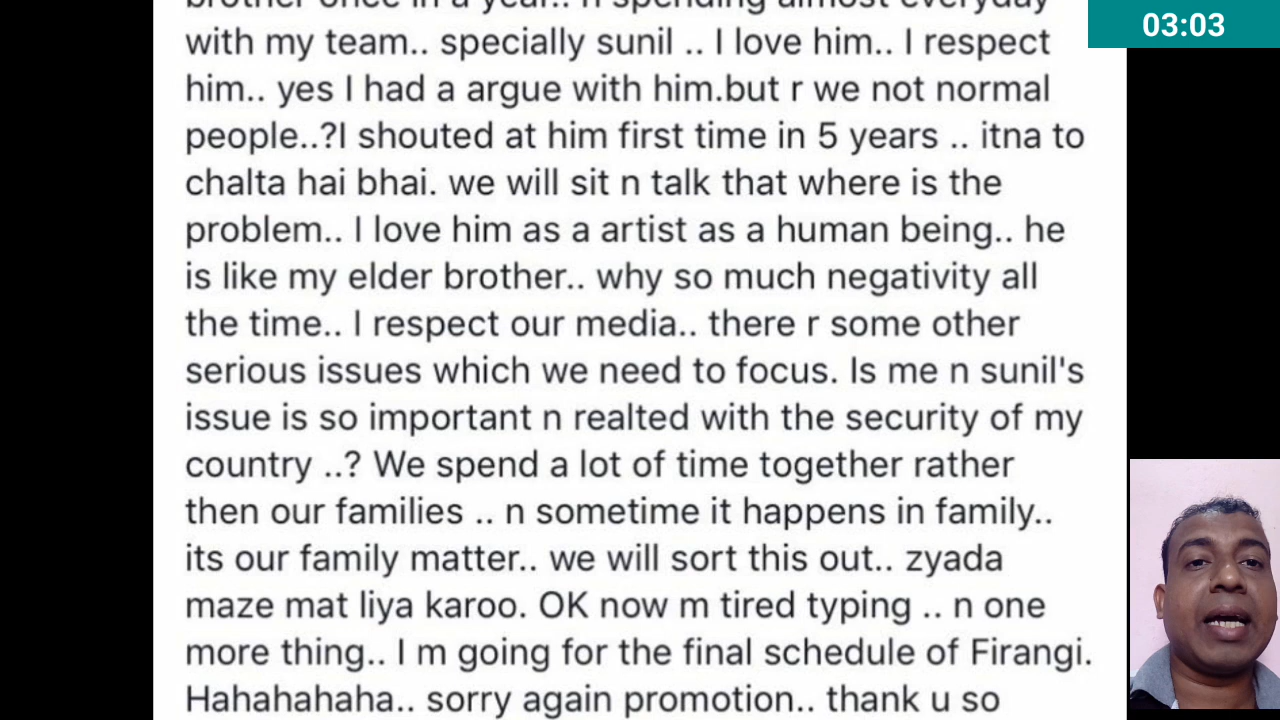 brother once in a year.. n spending almost everyday
03:03
with my team.. specially sunil .. I love him.. I respect
him.. yes I had a argue with him.but r we not normal
people..?I shouted at him first time in 5 years .. itna to
chalta hai bhai. we will sit n talk that where is the
problem.. I love him as a artist as a human being.. he
is like my elder brother.. why so much negativity all
the time.. I respect our media.. there r some other
serious issues which we need to focus. Is me n sunil's
issue is so important n realted with the security of my
country ..? We spend a lot of time together rather
then our families .. n sometime it happens in family..
its our family matter.. we will sort this out.. zyada
maze mat liya karoo. OK now m tired typing .. n one
more thing.. I m going for the final schedule of Firangi.
Hahahahaha.. sorry again promotion.. thank u so